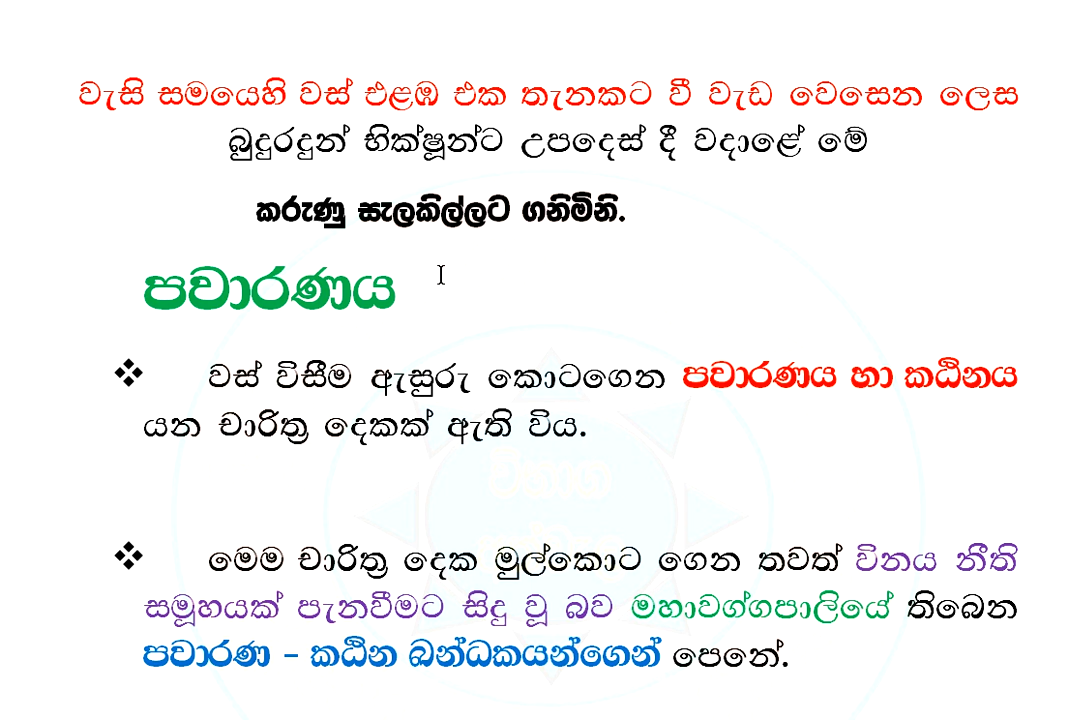 වැසි සමයෙහි වස් එළඹ එක තැනකට වී වැඩ වෙසෙන ලෙස
බුදුරදුන් භික්ෂූන්ට උපදෙස් දී වදාළේ මේ
කරුණු සැලකිල්ලට ගනිමිනි.
පවාරණය
❖ වස් විසීම ඇසුරු කොටගෙන පවාරණය හා කඨිනය
යන චාරිත්‍ර දෙකක් ඇති විය.
❖ මෙම චාරිත්‍ර දෙක මුල්කොට ගෙන තවත් විනය නීති
සමූහයක් පැනවීමට සිදු වූ බව මහාවග්ගපාලියේ තිබෙන
පවාරණ – කඨින ඛන්ධකයන්ගෙන් පෙනේ.